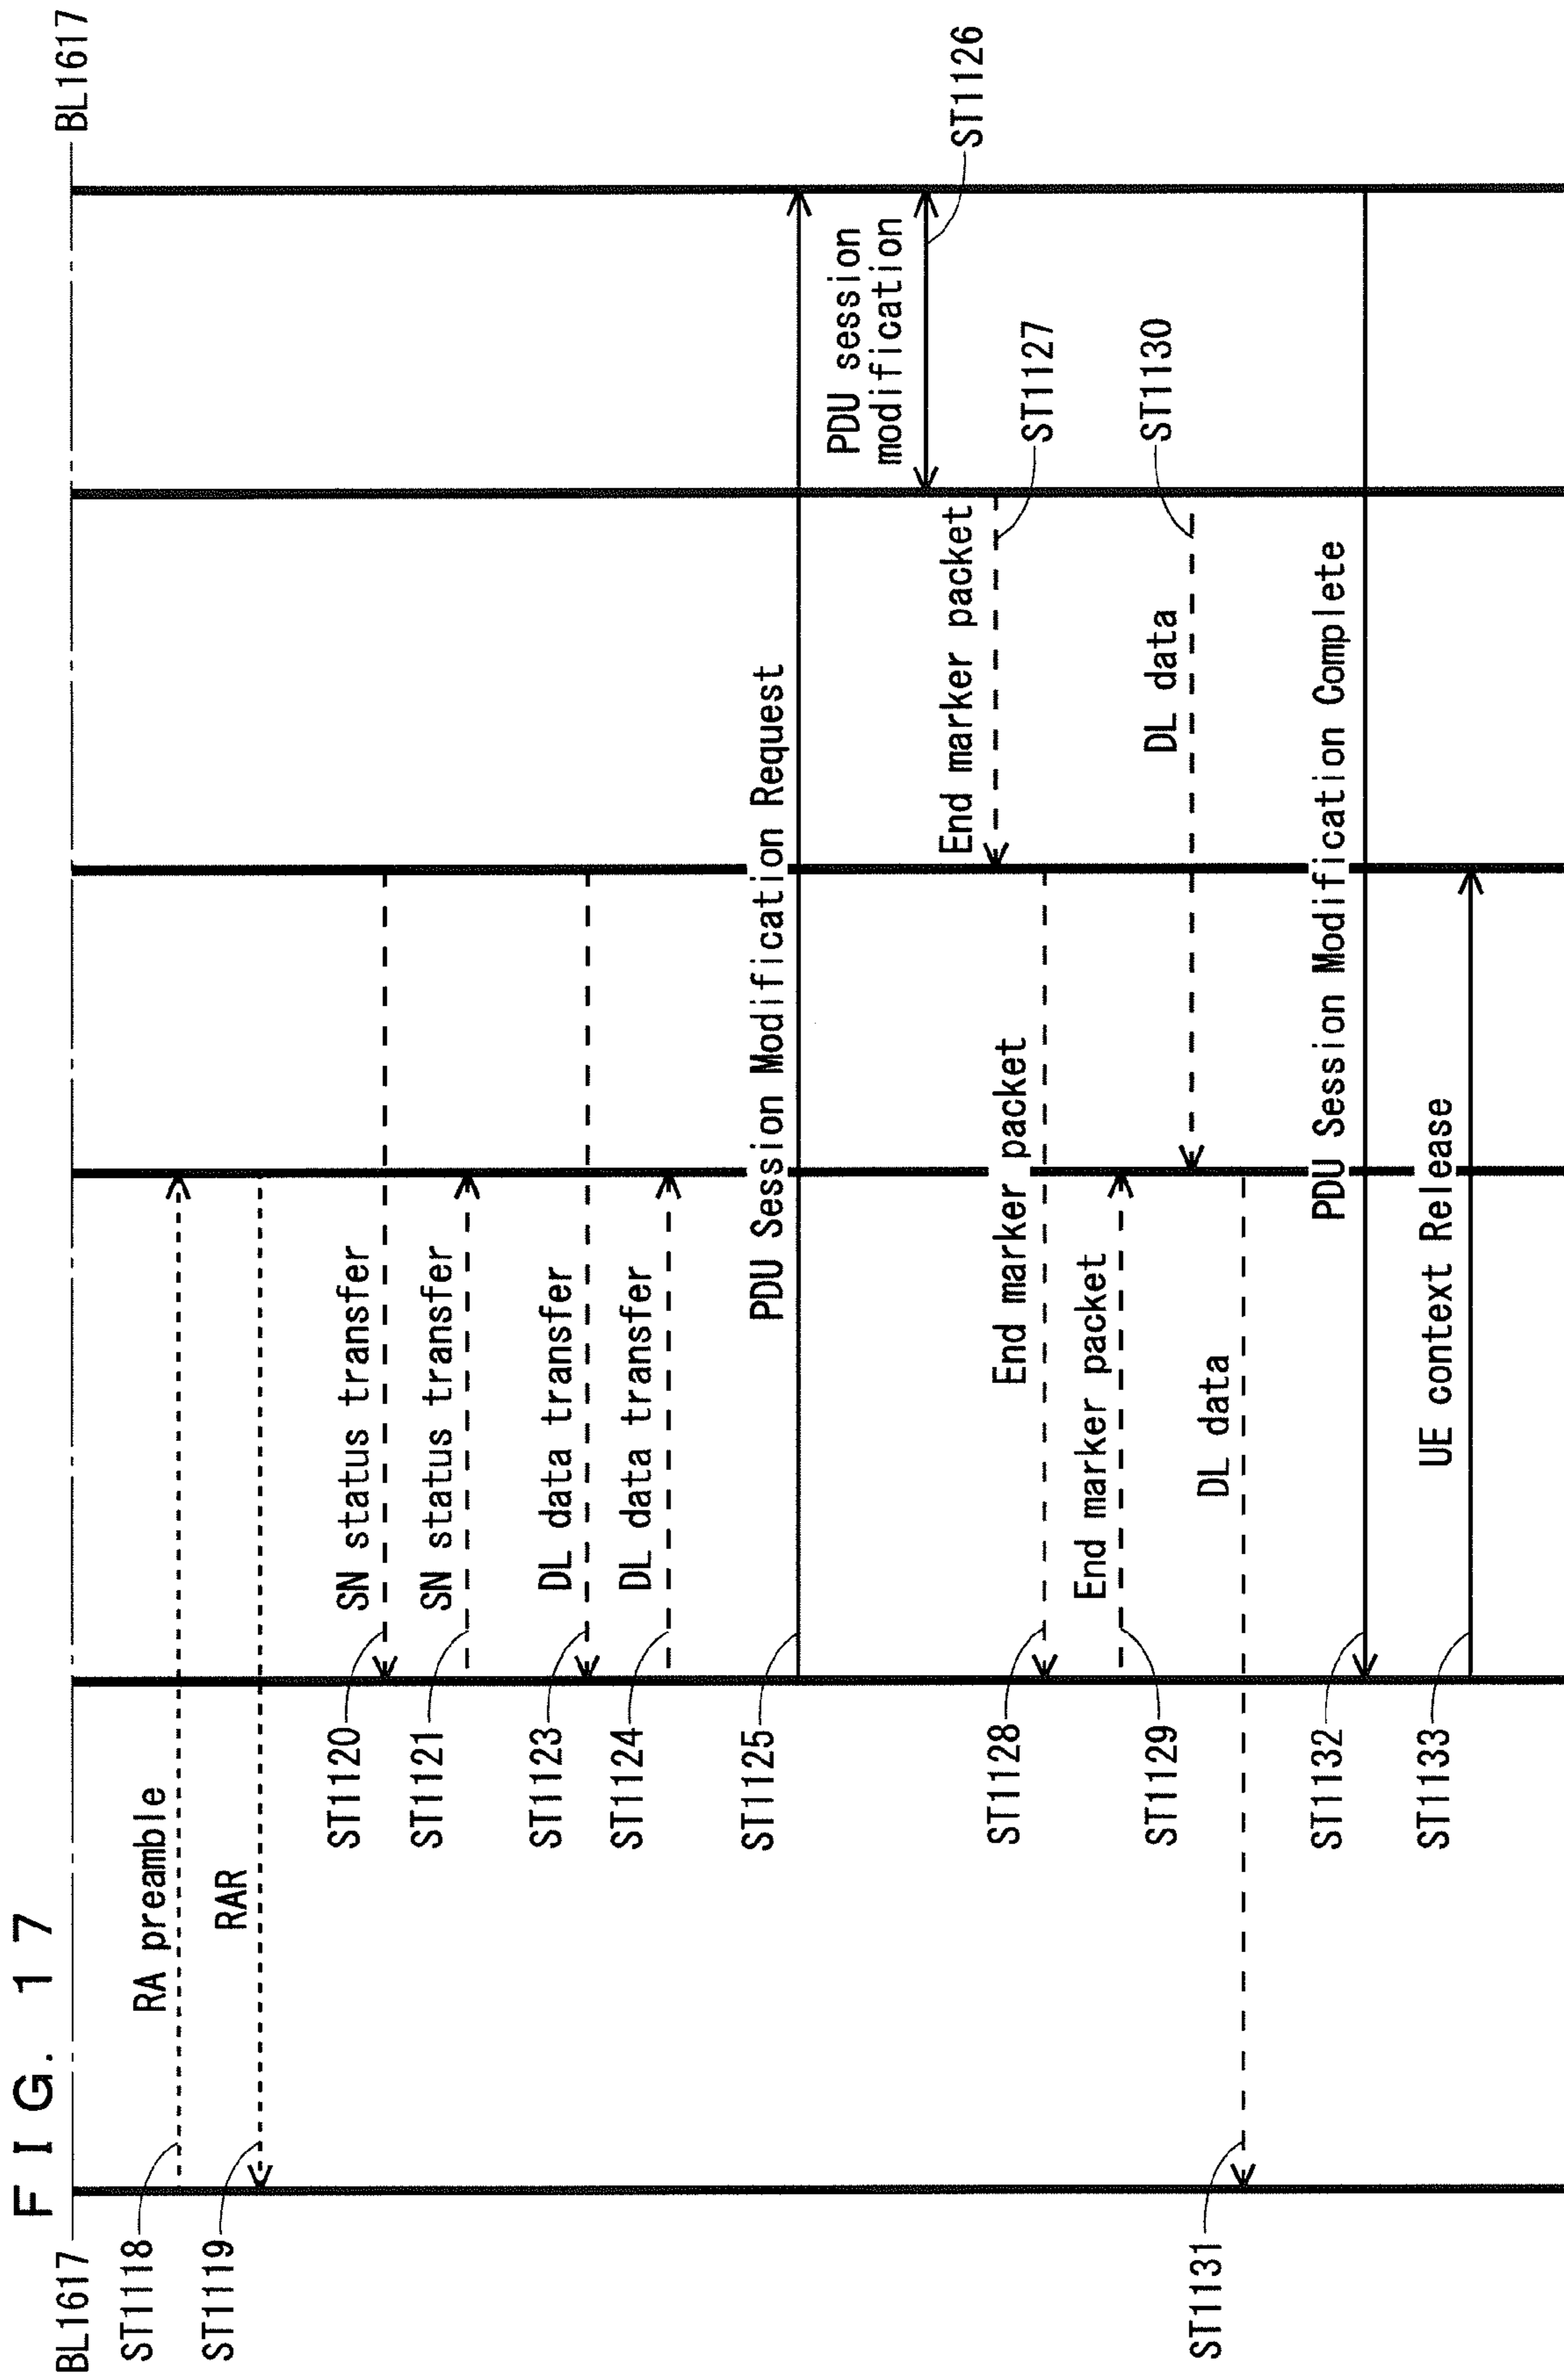 FIG. 17
BL1617
BL1617
ST1118
RA preamble
ST1119
RAR
ST1120
SN status transfer
ST1121
SN status transfer
ST1123
DL data transfer
ST1124
DL data transfer
ST1125
PDU Session Modification Request
PDU session
modification
ST1126
End marker packet
ST1127
ST1128
End marker packet
ST1129
End marker packet
DL data
ST1130
ST1131
DL data
ST1132
PDU Session Modification Complete
ST1133
UE context Release